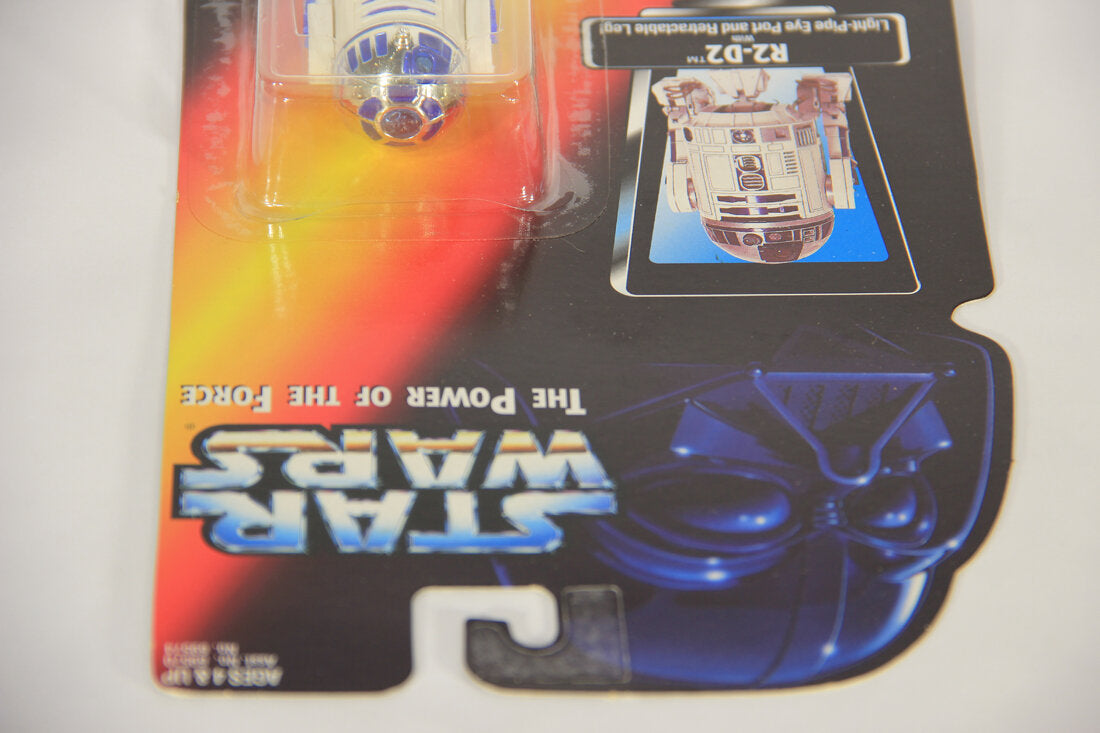 AGES 4 & UP
STAR
WARS
THE POWER OF THE FORCE
R2-D2™
WITH
Light-Pipe Eye Port and Retractable Leg!